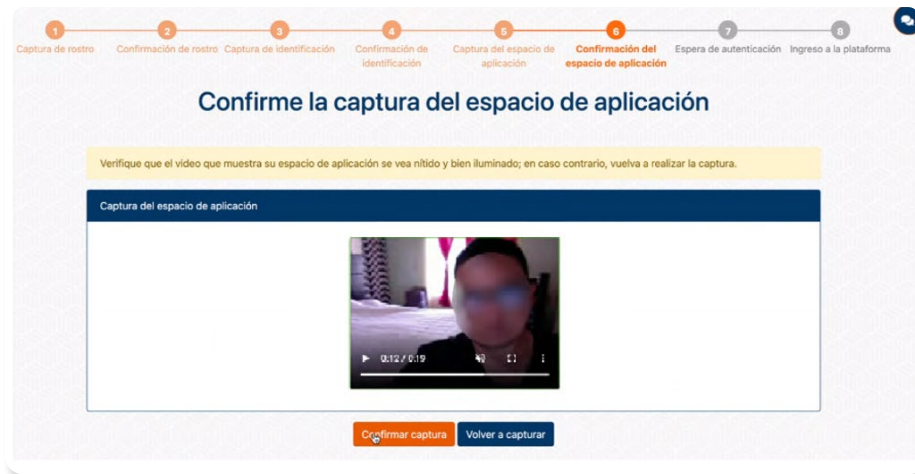 1 2 3 4 5 6 7 8
Captura de rostro Confirmación de rostro Captura de identificación Confirmación de Captura del espacio de Confirmación del Espera de autenticación Ingreso a la plataforma
identificación aplicación espacio de aplicación
Confirme la captura del espacio de aplicación
Verifique que el video que muestra su espacio de aplicación se vea nítido y bien iluminado; en caso contrario, vuelva a realizar la captura.
Captura del espacio de aplicación
0:12 / 0:19
Confirmar captura Volver a capturar